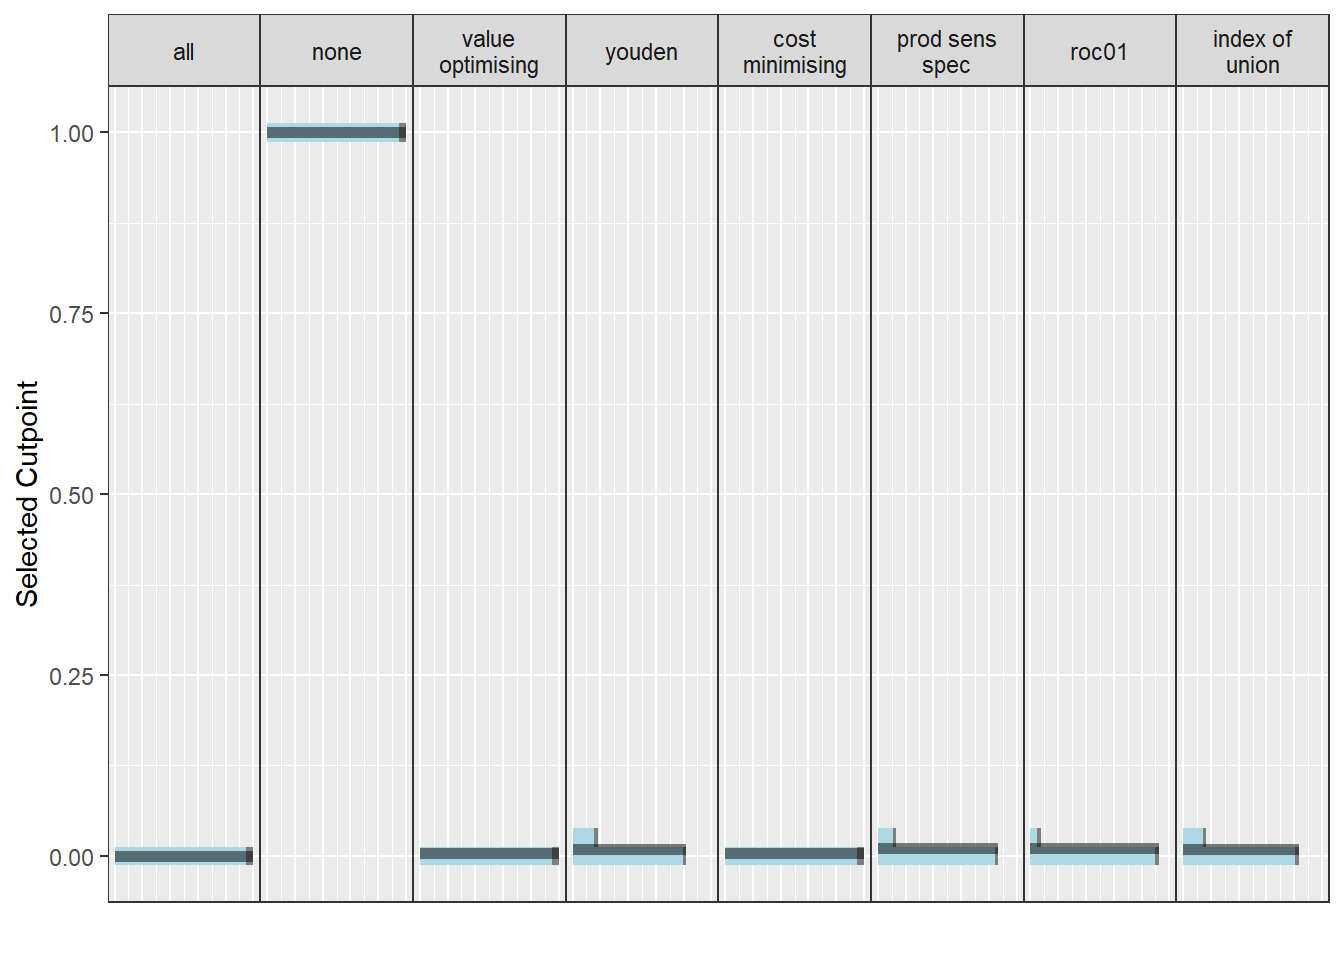 all
none
value
optimising
youden
cost
minimising
prod sens
spec
roc01
index of
union
1.00
0.75
0.50
0.25
0.00
Selected Cutpoint